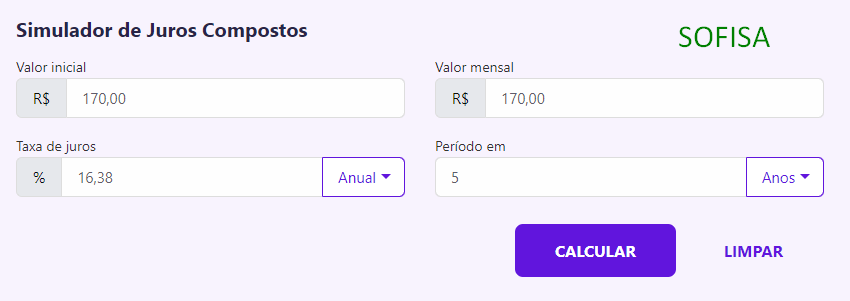 Simulador de Juros Compostos
SOFISA
Valor inicial
Valor mensal
R$ 170,00
R$ 170,00
Taxa de juros
Período em
% 16,38 Anual
5 Anos
CALCULAR
LIMPAR